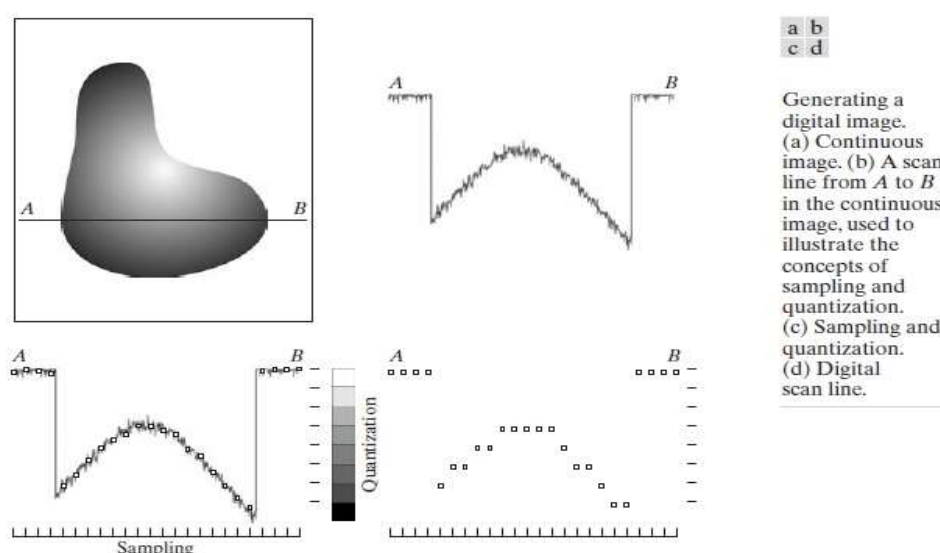 A B
A B
a b
c d
Generating a
digital image.
(a) Continuous
image. (b) A scan
line from A to B
in the continuous
image, used to
illustrate the
concepts of
sampling and
quantization.
(c) Sampling and
quantization.
(d) Digital
scan line.
A B
Quantization
Sampling
A B